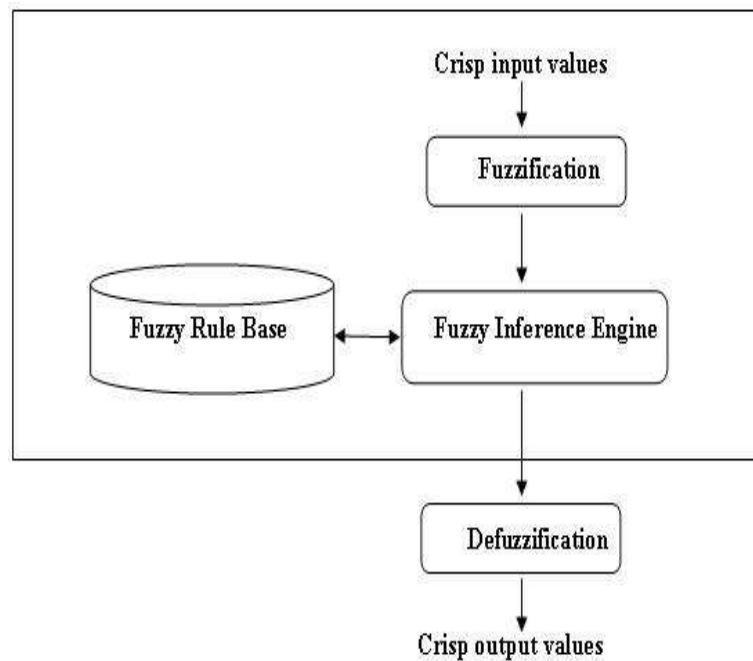 Crisp input values
Fuzzification
Fuzzy Rule Base
Fuzzy Inference Engine
Defuzzification
Crisp output values